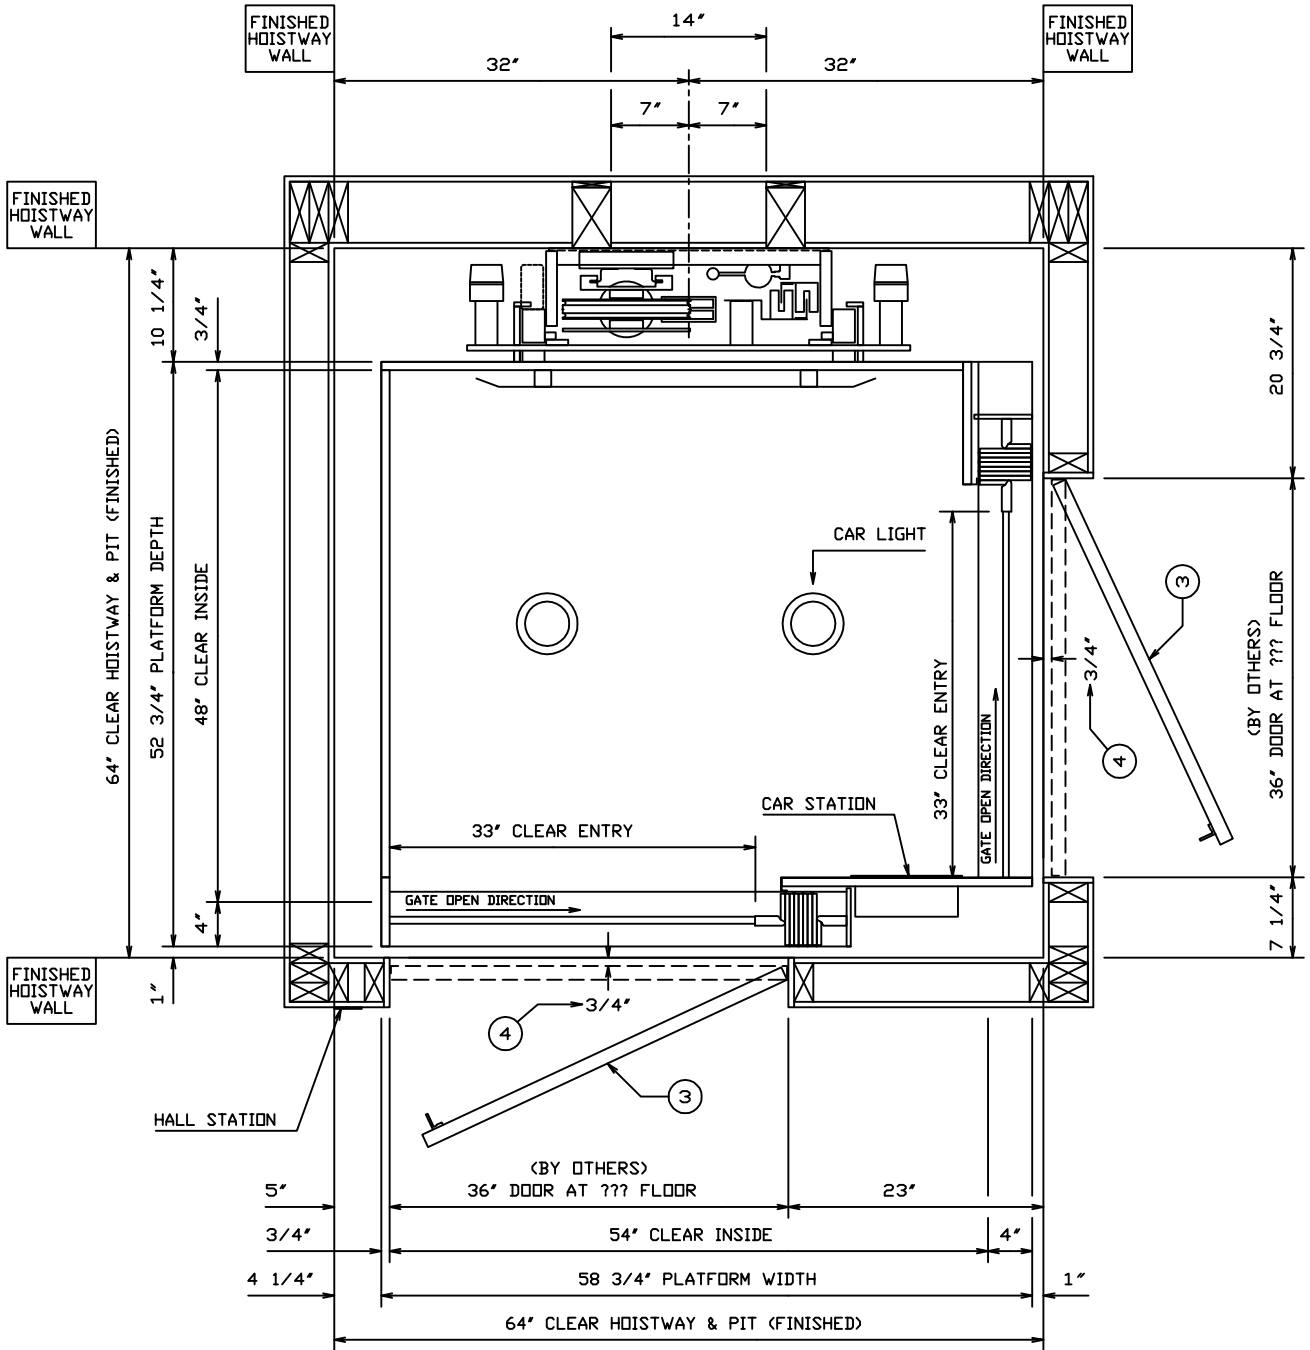 FINISHED
HOISTWAY
WALL
14"
FINISHED
HOISTWAY
WALL
32"
32"
7"
7"
FINISHED
HOISTWAY
WALL
10 1/4"
3/4"
20 3/4"
64" CLEAR HOISTWAY & PIT (FINISHED)
52 3/4" PLATFORM DEPTH
48" CLEAR INSIDE
CAR LIGHT
3
33" CLEAR ENTRY
GATE OPEN DIRECTION
3/4"
4
(BY OTHERS)
36" DOOR AT ??? FLOOR
CAR STATION
33" CLEAR ENTRY
GATE OPEN DIRECTION
4"
7 1/4"
FINISHED
HOISTWAY
WALL
1"
3/4"
4
3
HALL STATION
(BY OTHERS)
5"
36" DOOR AT ??? FLOOR
23"
3/4"
54" CLEAR INSIDE
4"
4 1/4"
58 3/4" PLATFORM WIDTH
1"
64" CLEAR HOISTWAY & PIT (FINISHED)